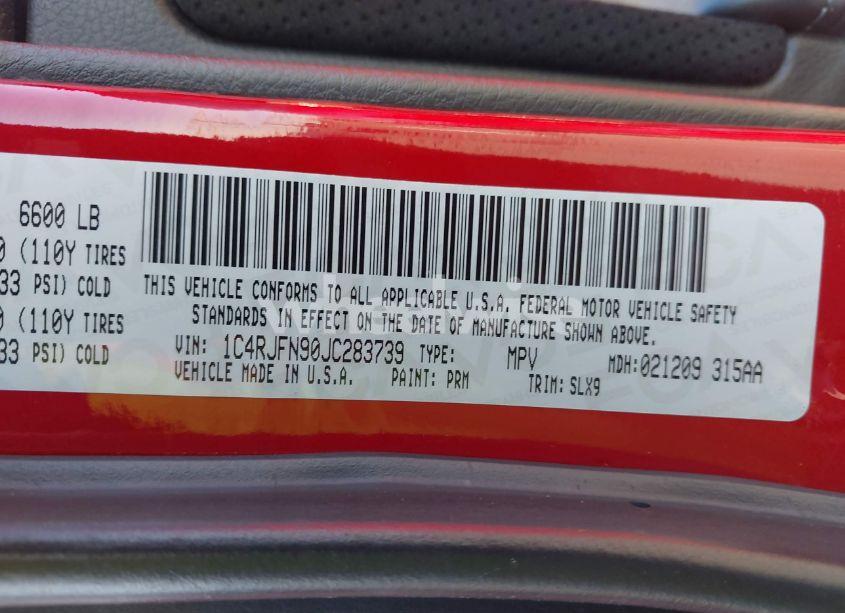 6600 LB
0 (110Y TIRES
33 PSI) COLD
0 (110Y TIRES
33 PSI) COLD
THIS VEHICLE CONFORMS TO ALL APPLICABLE U.S.A. FEDERAL MOTOR VEHICLE SAFETY
STANDARDS IN EFFECT ON THE DATE OF MANUFACTURE SHOWN ABOVE.
VIN: 1C4RJFN90JC283739 TYPE: MPV MDH:021209 315AA
VEHICLE MADE IN U.S.A. PAINT: PRM TRIM: SLX9